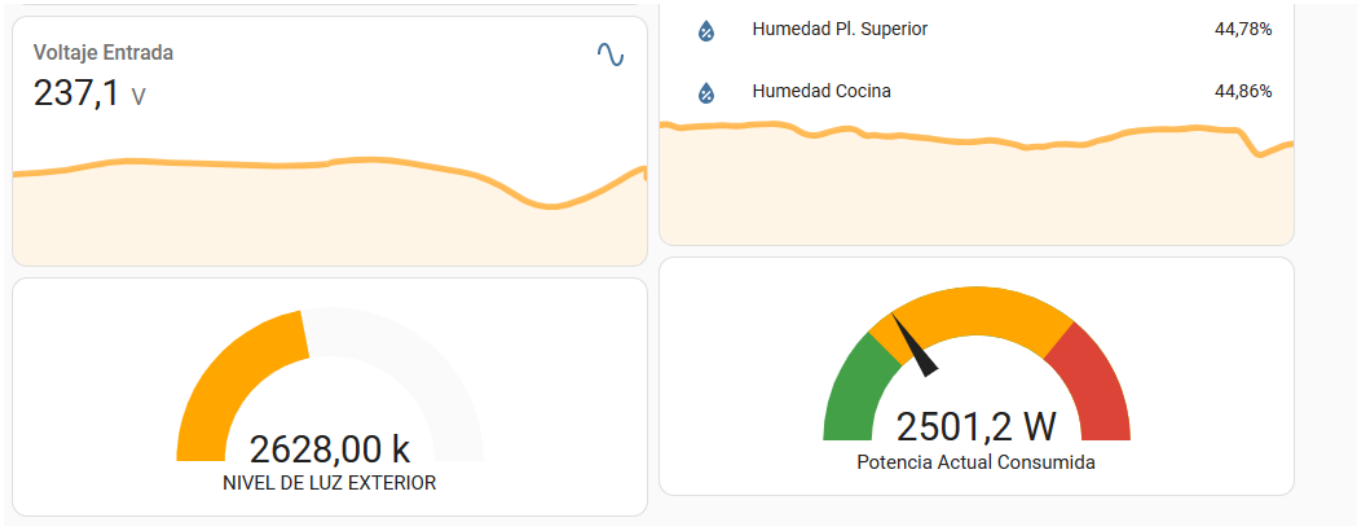 Voltaje Entrada
237,1 V
Humedad Pl. Superior 44,78%
Humedad Cocina 44,86%
2628,00 k
NIVEL DE LUZ EXTERIOR
2501,2 W
Potencia Actual Consumida